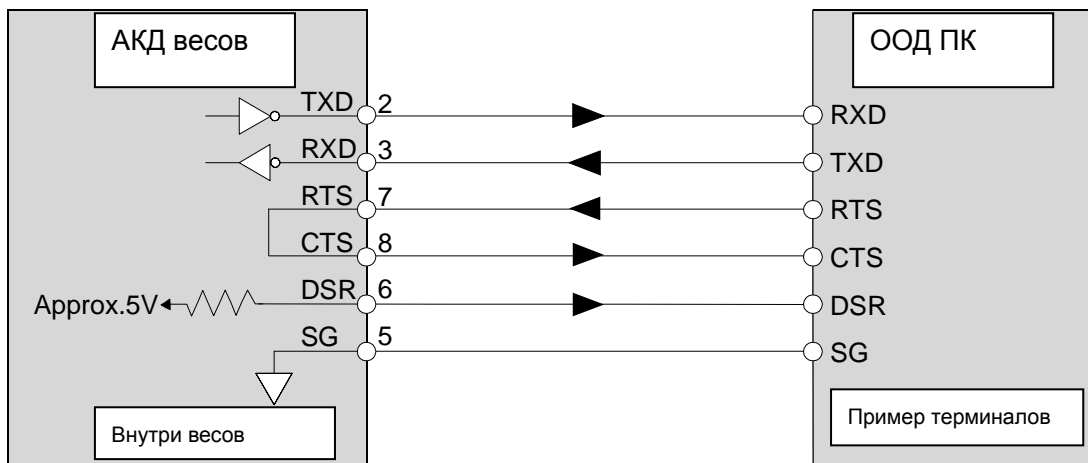 АКД весов
ООД ПК
TXD 2 RXD
RXD 3 TXD
RTS 7 RTS
CTS 8 CTS
Approx.5V DSR 6 DSR
SG 5 SG
Внутри весов
Пример терминалов